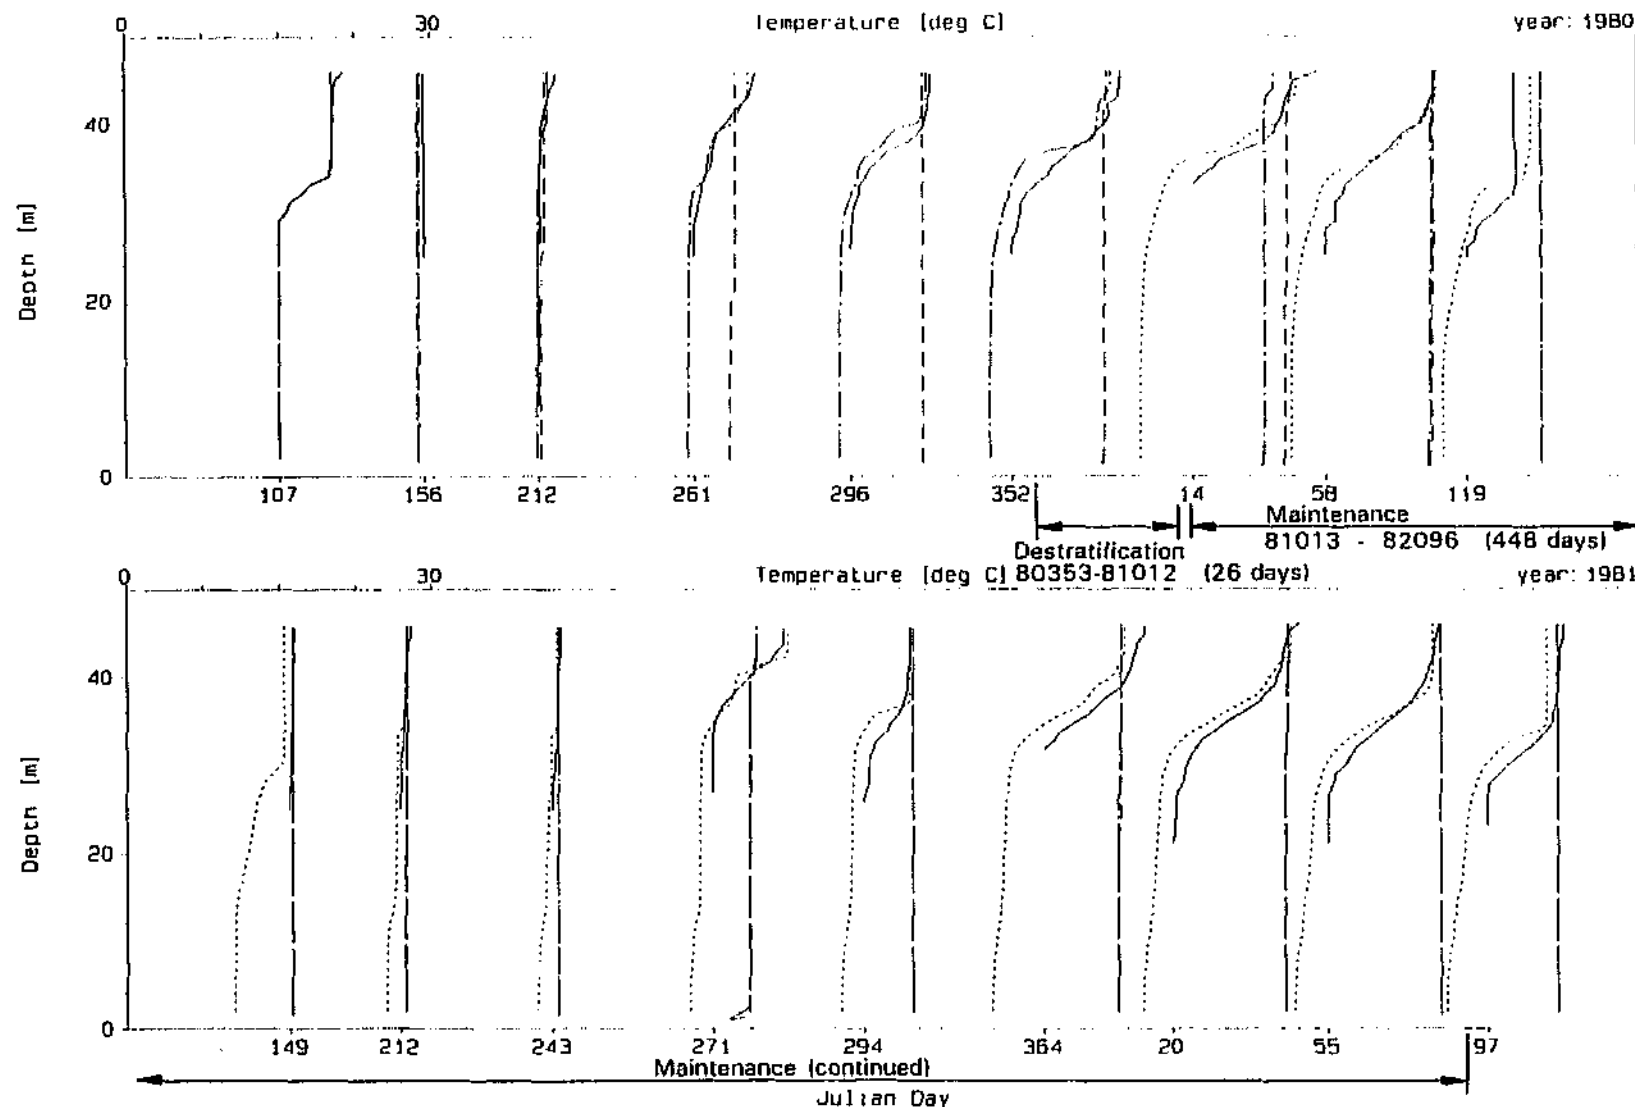 0 30 Temperature [deg C] year: 1980
Depth [m]
40
20
0
107 156 212 261 296 352 14 58 119
Maintenance
81013 - 82096 (448 days)
Destratification
80353-81012 (26 days)
0 30 Temperature [deg C] year: 1981
Depth [m]
40
20
0
149 212 243 271 294 364 20 55 97
Maintenance (continued)
Julian Day